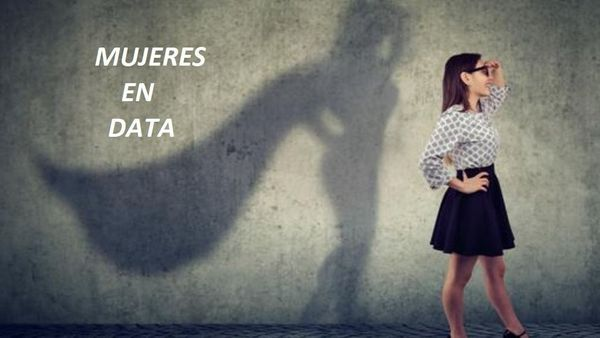 MUJERES
EN
DATA